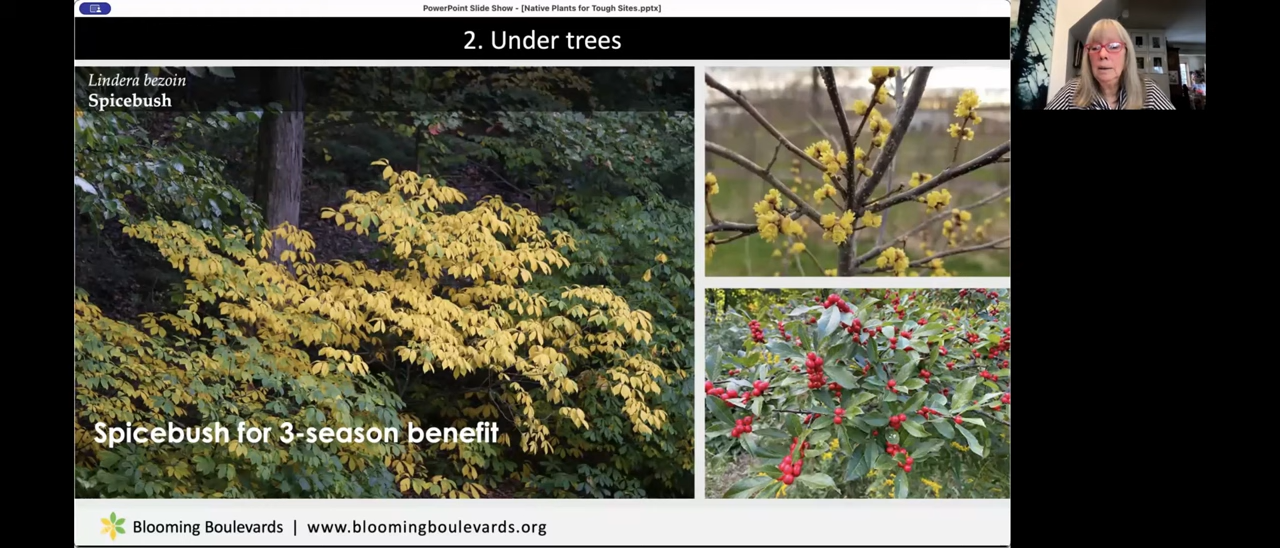 PowerPoint Slide Show - [Native Plants for Tough Sites.pptx]
2. Under trees
Lindera bezoin
Spicebush
Spicebush for 3-season benefit
Blooming Boulevards | www.bloomingboulevards.org